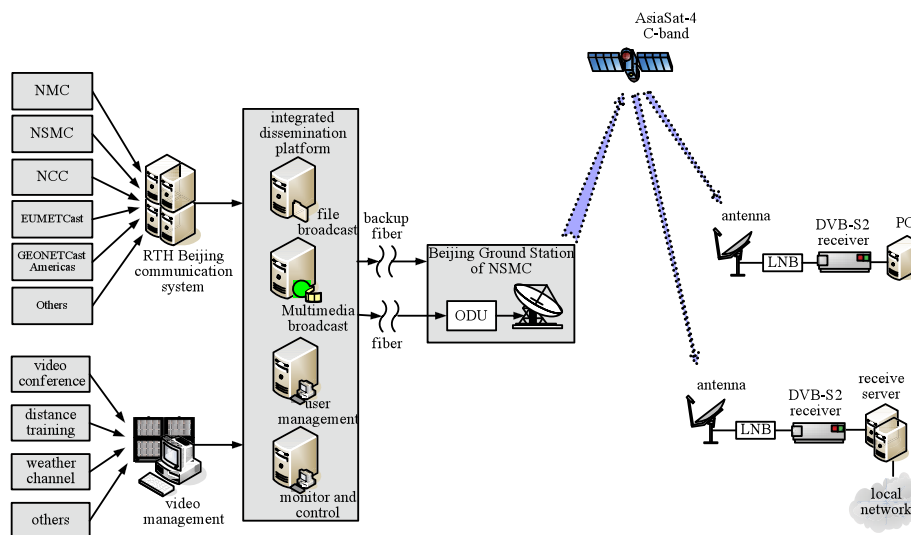 AsiaSat-4
C-band
NMC
NSMC
NCC
EUMETCast
GEONETCast
Americas
Others
RTH Beijing
communication
system
video
conference
distance
training
weather
channel
others
video
management
integrated
dissemination
platform
file
broadcast
Multimedia
broadcast
user
management
monitor and
control
backup
fiber
fiber
Beijing Ground Station
of NSMC
ODU
antenna
LNB
DVB-S2
receiver
PC
antenna
LNB
DVB-S2
receiver
receive
server
local
network